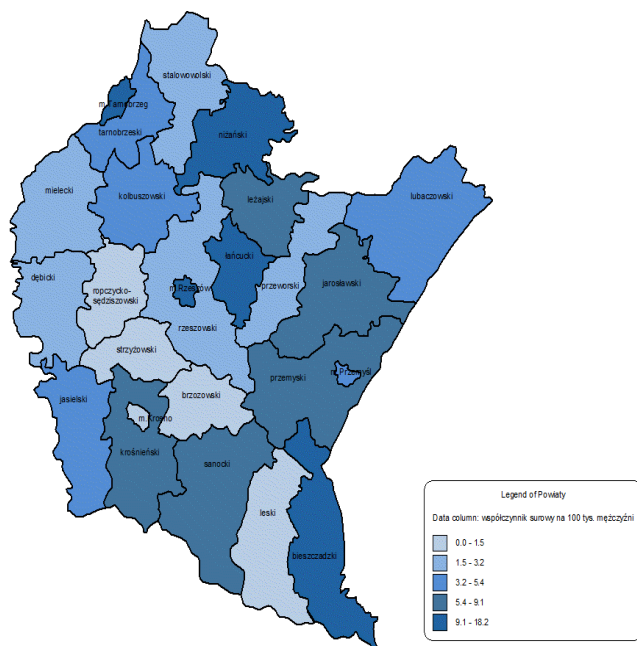 stalowowolski
m.Tarnobrzeg
tarnobrzeski
niżański
mielecki
kolbuszowski
leżajski
lubaczowski
łańcucki
dębicki
ropczycko-
sędziszowski
m.Rzeszów
przeworski
jarosławski
rzeszowski
strzyżowski
przemyski
m.Przemyśl
jasielski
brzozowski
m.Krosno
krośnieński
sanocki
leski
bieszczadzki
Legend of Powiaty
Data column: współczynnik surowy na 100 tys. mężczyźni
0.0 - 1.5
1.5 - 3.2
3.2 - 5.4
5.4 - 9.1
9.1 - 18.2